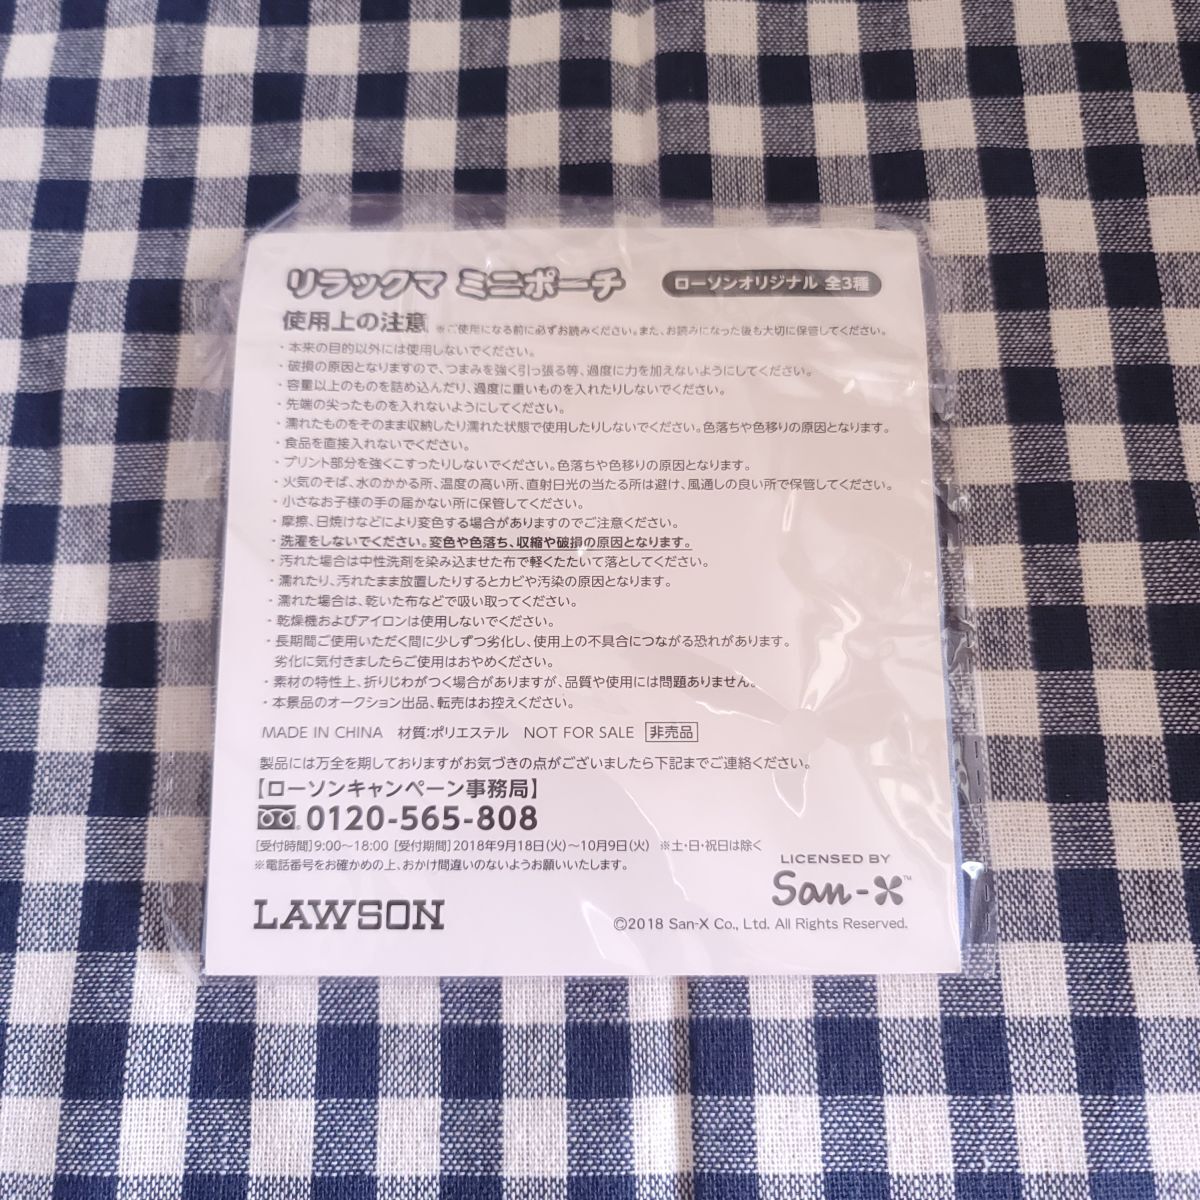 リラックマ ミニポーチ ローソンオリジナル 全3種
使用上の注意 ※ご使用になる前に必ずお読みください。また、お読みになった後も大切に保管してください。
・本来の目的以外には使用しないでください。
・破損の原因となりますので、つまみを強く引っ張る等、過度に力を加えないようにしてください。
・容量以上のものを詰め込んだり、過度に重いものを入れたりしないでください。
・先端の尖ったものを入れないようにしてください。
・濡れたものをそのまま収納したり濡れた状態で使用したりしないでください。色落ちや色移りの原因となります。
・食品を直接入れないでください。
・プリント部分を強くこすったりしないでください。色落ちや色移りの原因となります。
・火気のそば、水のかかる所、温度の高い所、直射日光の当たる所は避け、風通しの良い所で保管してください。
・小さなお子様の手の届かない所に保管してください。
・摩擦、日焼けなどにより変色する場合がありますのでご注意ください。
・洗濯をしないでください。変色や色落ち、収縮や破損の原因となります。
・汚れた場合は中性洗剤を染み込ませた布で軽くたたいて落としてください。
・濡れたり、汚れたまま放置したりするとカビや汚染の原因となります。
・濡れた場合は、乾いた布などで吸い取ってください。
・乾燥機およびアイロンは使用しないでください。
・長期間ご使用いただく間に少しずつ劣化し、使用上の不具合につながる恐れがあります。
劣化に気付きましたらご使用はおやめください。
・素材の特性上、折りじわがつく場合がありますが、品質や使用には問題ありません。
・本景品のオークション出品、転売はお控えください。
MADE IN CHINA 材質:ポリエステル NOT FOR SALE 非売品
製品には万全を期しておりますがお気づきの点がございましたら下記までご連絡ください。
【ローソンキャンペーン事務局】
0120-565-808
[受付時間]9:00〜18:00 [受付期間]2018年9月18日(火)〜10月9日(火) ※土・日・祝日は除く
※電話番号をお確かめの上、おかけ間違いのないようお願いいたします。
LICENSED BY
San-X™
LAWSON
©2018 San-X Co., Ltd. All Rights Reserved.